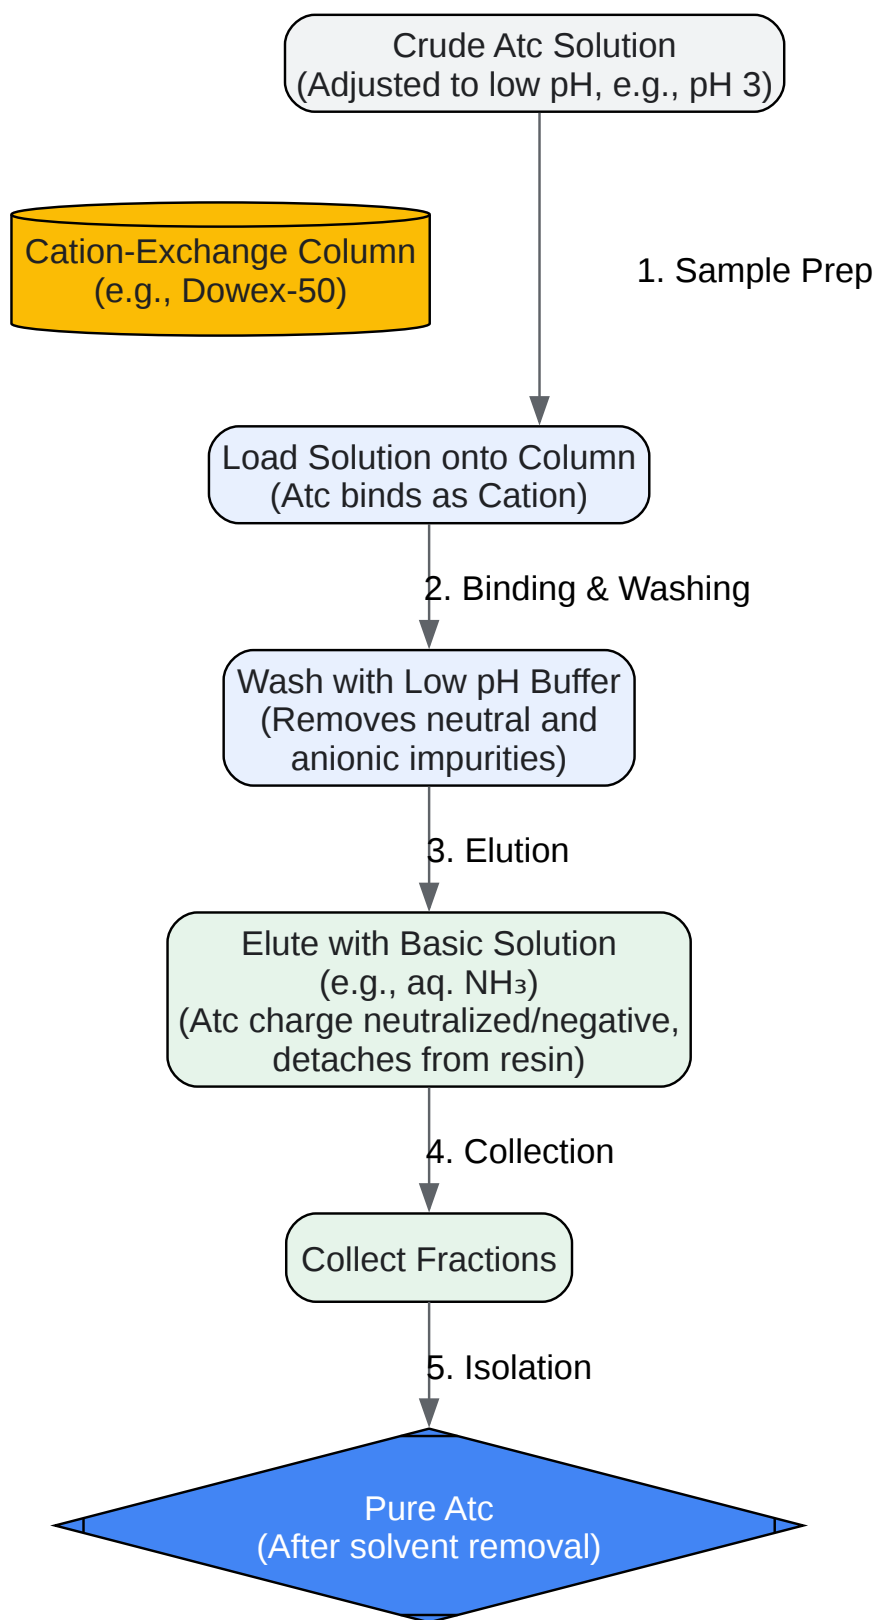 Crude Atc Solution
(Adjusted to low pH, e.g., pH 3)
Cation-Exchange Column
(e.g., Dowex-50)
1. Sample Prep
Load Solution onto Column
(Atc binds as Cation)
2. Binding & Washing
Wash with Low pH Buffer
(Removes neutral and
anionic impurities)
3. Elution
Elute with Basic Solution
(e.g., aq. NH₃)
(Atc charge neutralized/negative,
detaches from resin)
4. Collection
Collect Fractions
5. Isolation
Pure Atc
(After solvent removal)